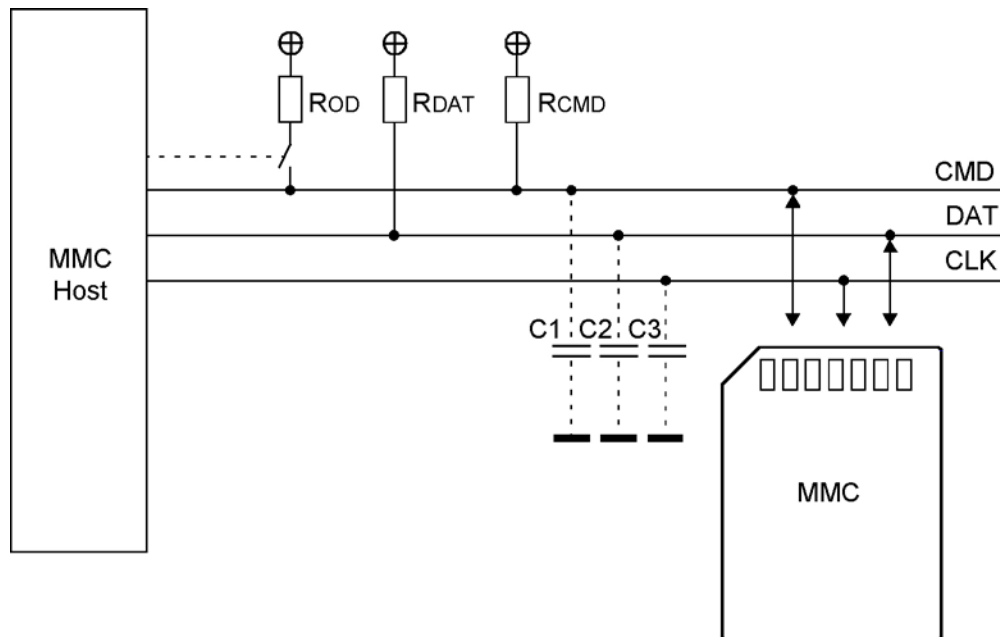 ROD RDAT RCMD
CMD
DAT
CLK
MMC
Host
C1 C2 C3
MMC